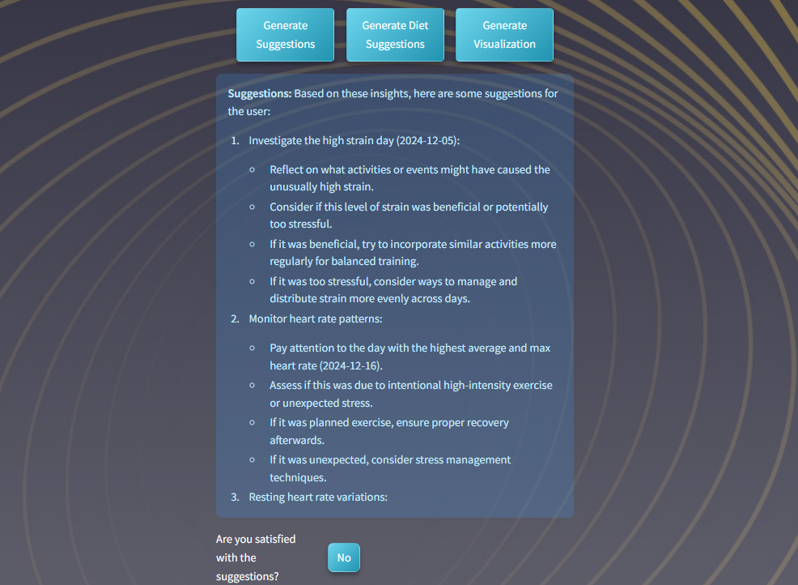 Generate
Suggestions
Generate Diet
Suggestions
Generate
Visualization
Suggestions: Based on these insights, here are some suggestions for
the user:
1. Investigate the high strain day (2024-12-05):
○ Reflect on what activities or events might have caused the
unusually high strain.
○ Consider if this level of strain was beneficial or potentially
too stressful.
○ If it was beneficial, try to incorporate similar activities more
regularly for balanced training.
○ If it was too stressful, consider ways to manage and
distribute strain more evenly across days.
2. Monitor heart rate patterns:
○ Pay attention to the day with the highest average and max
heart rate (2024-12-16).
○ Assess if this was due to intentional high-intensity exercise
or unexpected stress.
○ If it was planned exercise, ensure proper recovery
afterwards.
○ If it was unexpected, consider stress management
techniques.
3. Resting heart rate variations:
Are you satisfied
with the
suggestions?
No